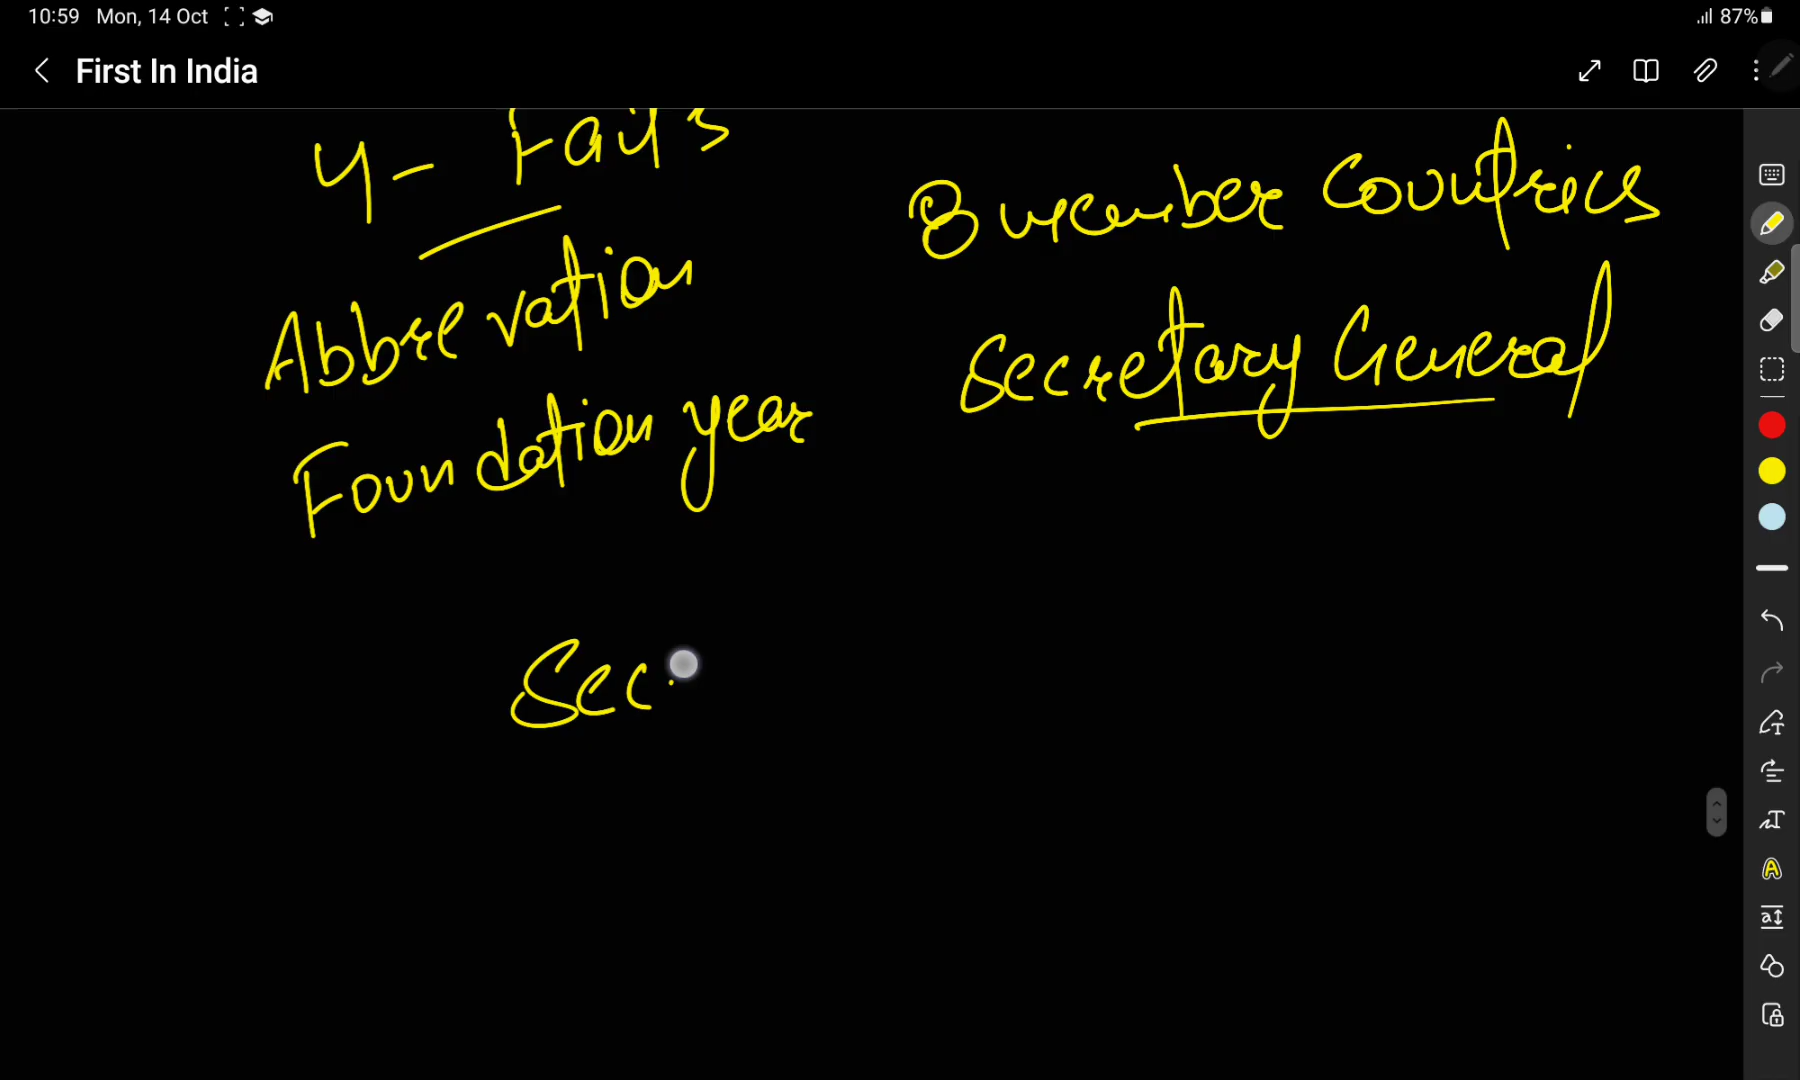 10:59 Mon, 14 Oct 87%
First In India
4-
Abbrevation
Foundation year
8 member Countries
Secretary General
Sec